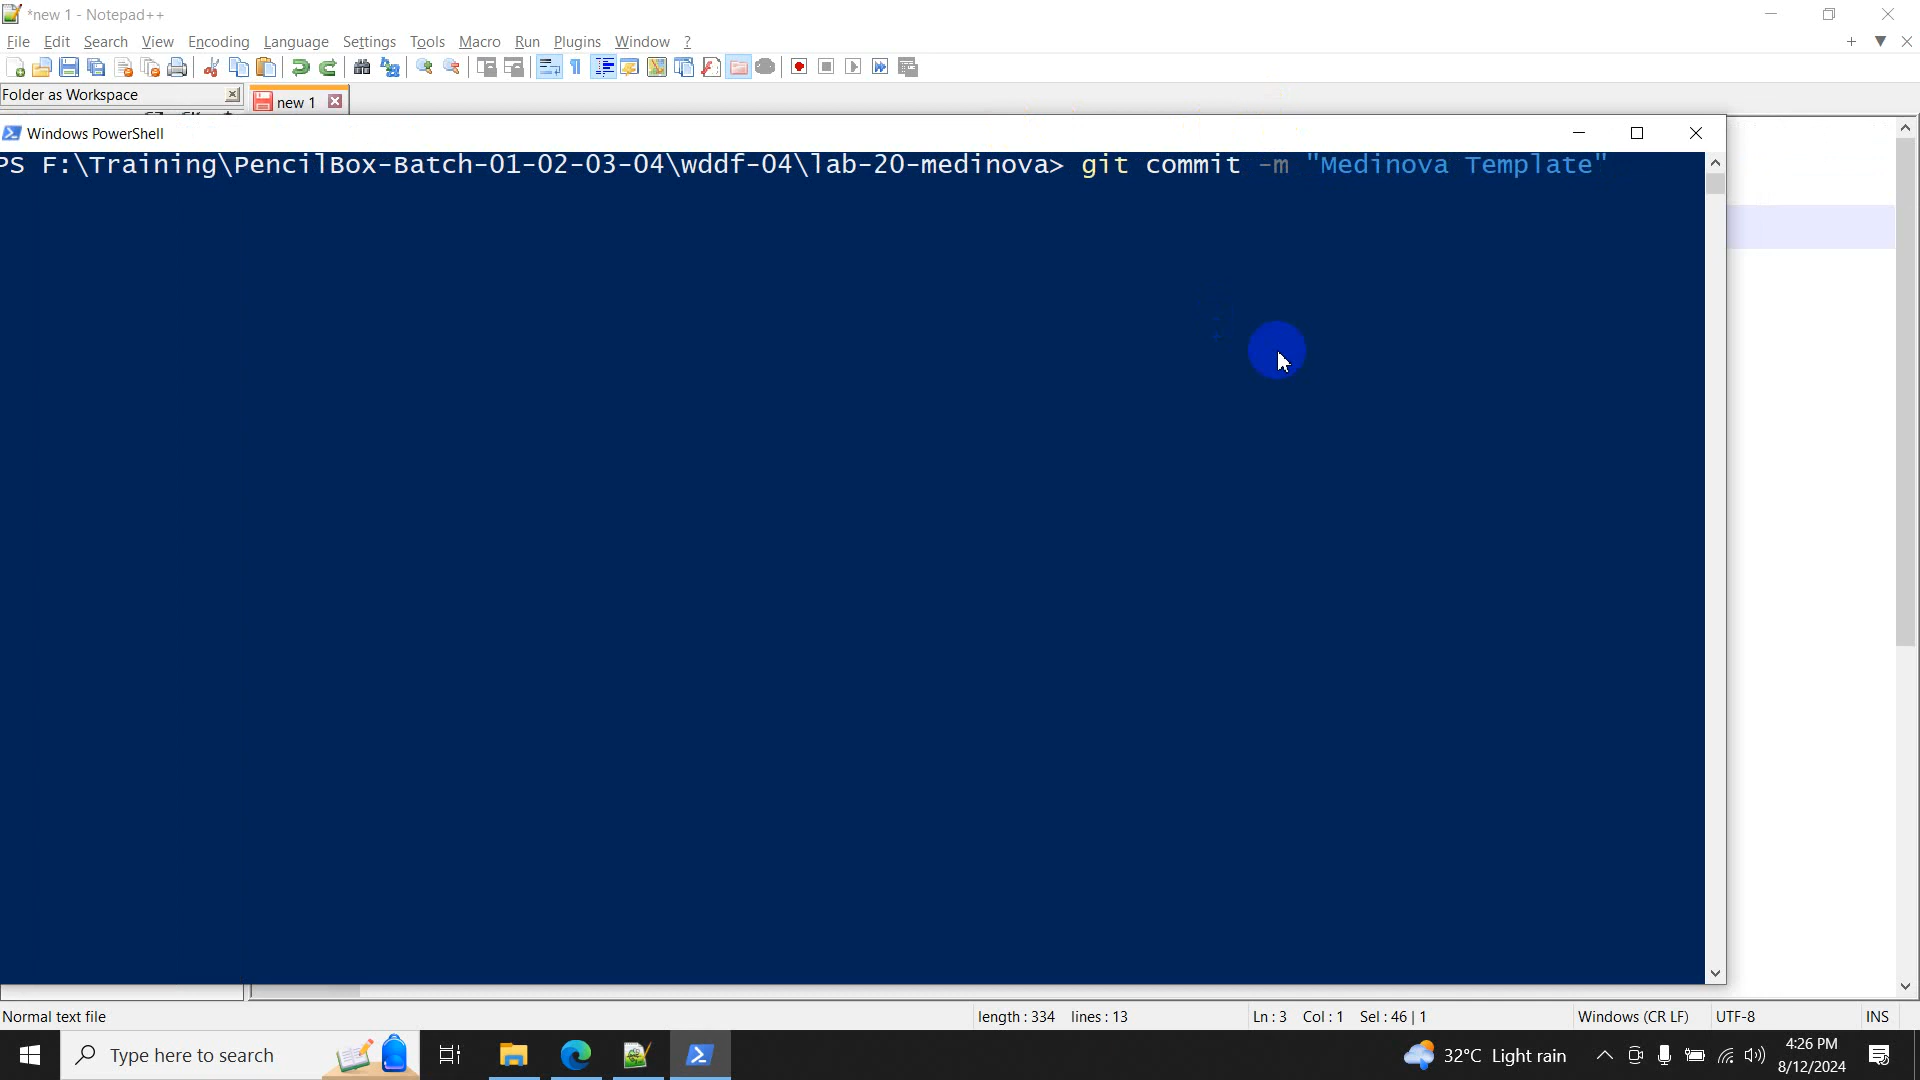 *new 1 - Notepad++
File Edit Search View Encoding Language Settings Tools Macro Run Plugins Window ?
Folder as Workspace
new 1
Windows PowerShell
PS F:\Training\PencilBox-Batch-01-02-03-04\wddf-04\lab-20-medinova> git commit -m "Medinova Template"
Normal text file
length : 334 lines : 13
Ln : 3 Col : 1 Sel : 46 | 1
Windows (CR LF)
UTF-8
INS
Type here to search
32°C Light rain
4:26 PM
8/12/2024